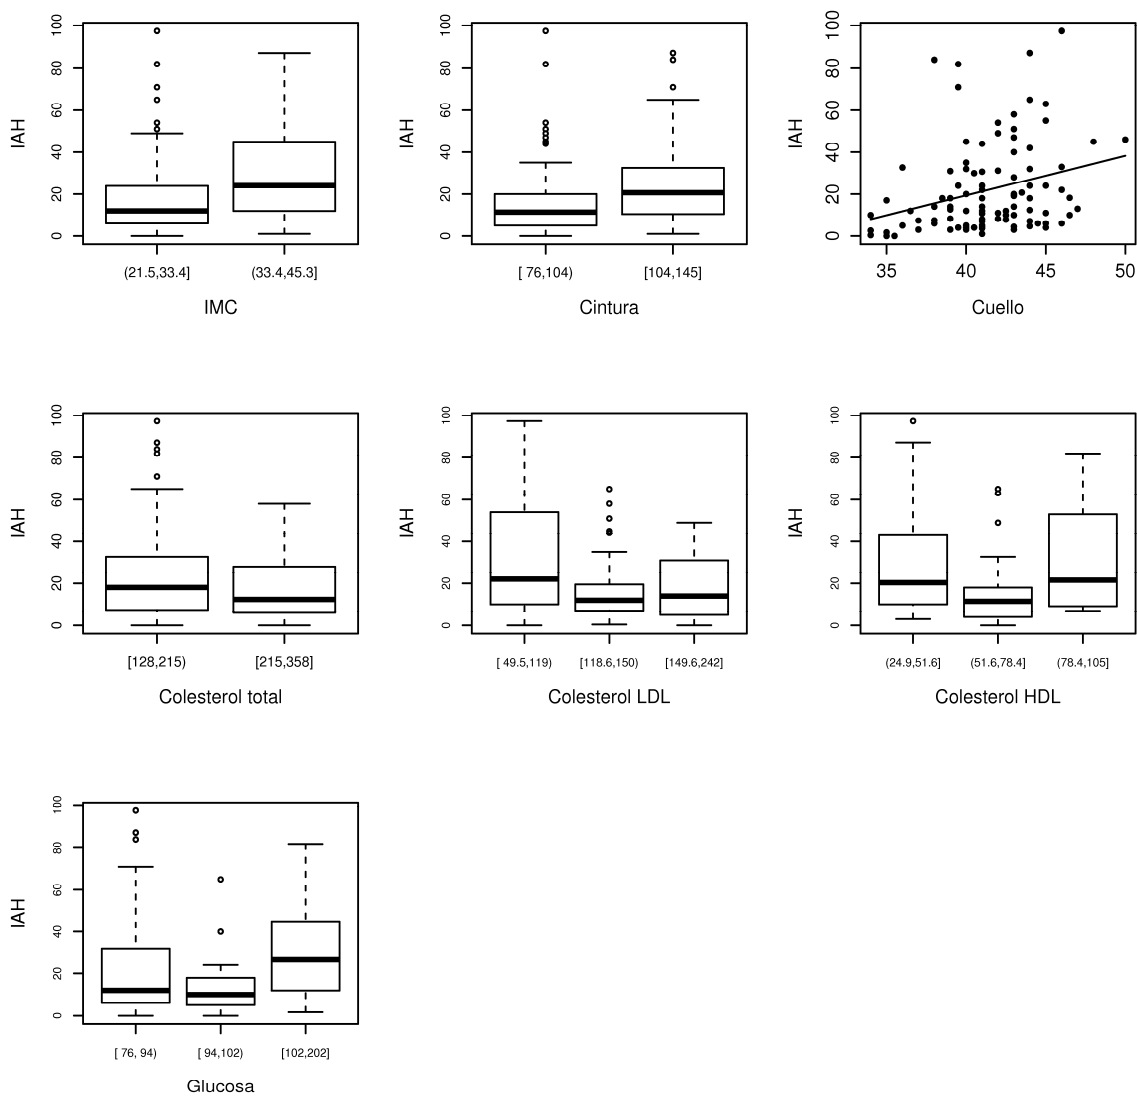 IAH
100
80
60
40
20
0
(21.5,33.4] (33.4,45.3]
IMC
IAH
100
80
60
40
20
0
[ 76,104) [104,145]
Cintura
IAH
100
80
60
40
20
0
35 40 45 50
Cuello
IAH
100
80
60
40
20
0
[128,215) [215,358]
Colesterol total
IAH
100
80
60
40
20
0
[ 49.5,119) [118.6,150) [149.6,242]
Colesterol LDL
IAH
100
80
60
40
20
0
(24.9,51.6] (51.6,78.4] (78.4,105]
Colesterol HDL
IAH
100
80
60
40
20
0
[ 76, 94) [ 94,102) [102,202]
Glucosa